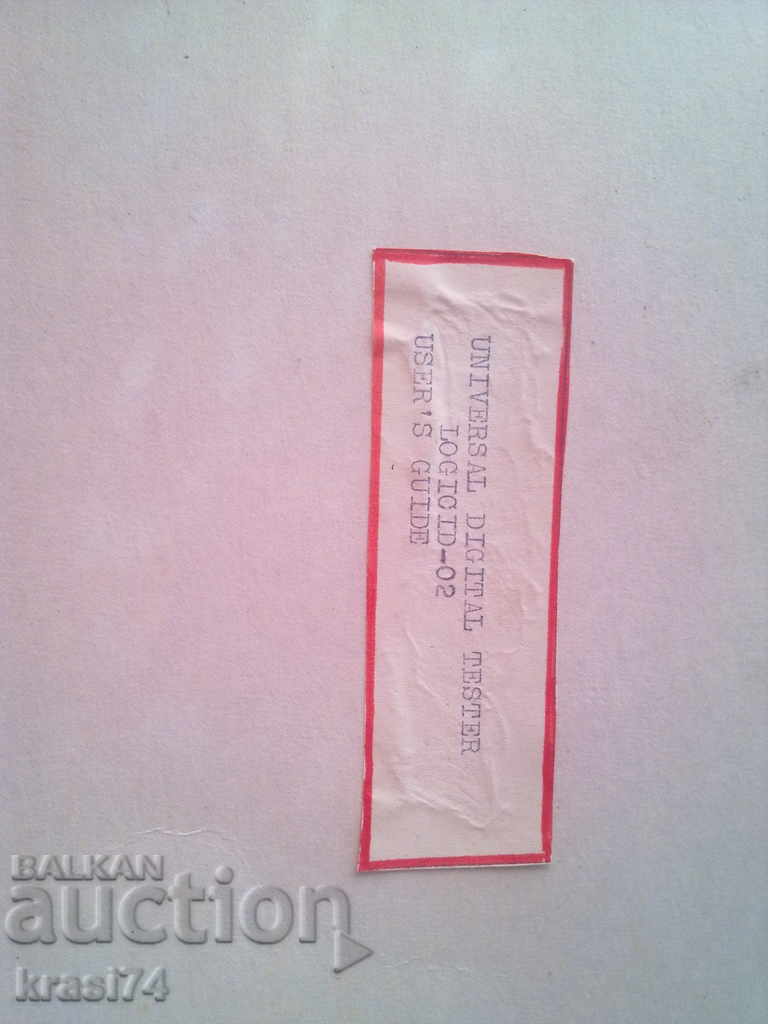 UNIVERSAL DIGITAL TESTER
LOGICID-02
USER'S GUIDE
BALKAN
auction
krasi74